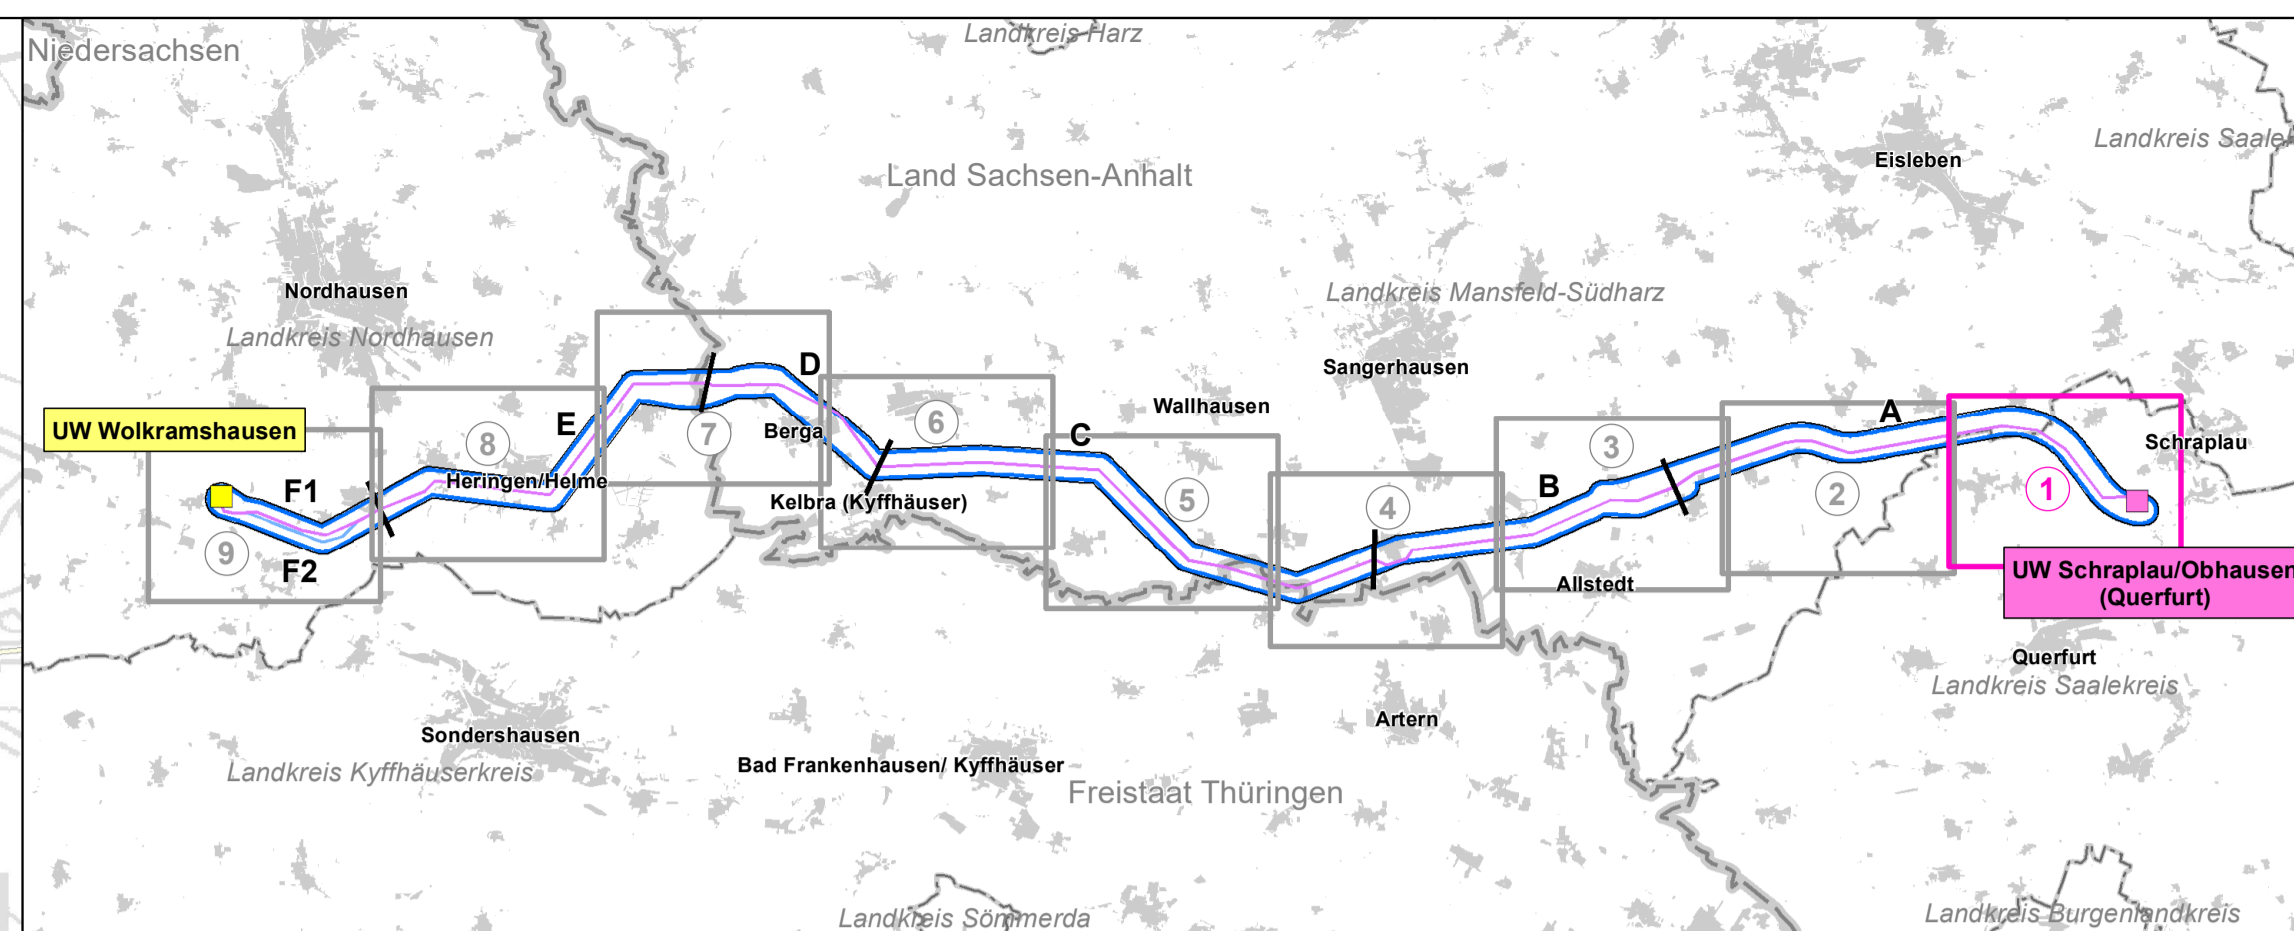 Niedersachsen
Landkreis Harz
Landkreis Saale
Eisleben
Land Sachsen-Anhalt
Nordhausen
Landkreis Mansfeld-Südharz
Landkreis Nordhausen
Sangerhausen
D
Wallhausen
A
E
6
C
UW Wolkramshausen
8
7
Berga
3
Schraplau
Heringen/Helme
F1
Kelbra (Kyffhäuser)
5
4
B
2
1
9
F2
Allstedt
UW Schraplau/Obhausen
(Querfurt)
Querfurt
Landkreis Saalekreis
Artern
Sondershausen
Bad Frankenhausen/ Kyffhäuser
Landkreis Kyffhäuserkreis
Freistaat Thüringen
Landkreis Sömmerda
Landkreis Burgenlandkreis